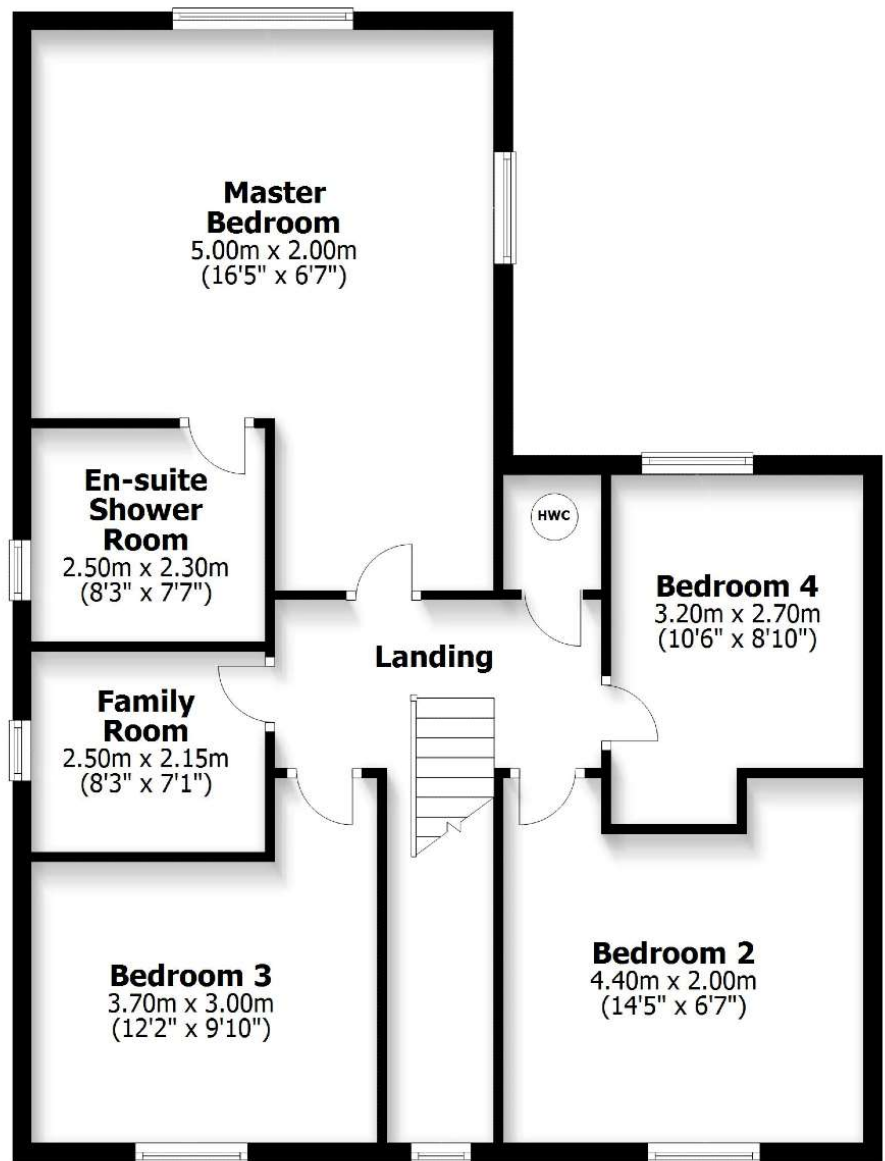 Master
Bedroom
5.00m x 2.00m
(16'5" x 6'7")
En-suite
Shower
Room
2.50m x 2.30m
(8'3" x 7'7")
HWC
Bedroom 4
3.20m x 2.70m
(10'6" x 8'10")
Landing
Family
Room
2.50m x 2.15m
(8'3" x 7'1")
Bedroom 3
3.70m x 3.00m
(12'2" x 9'10")
Bedroom 2
4.40m x 2.00m
(14'5" x 6'7")